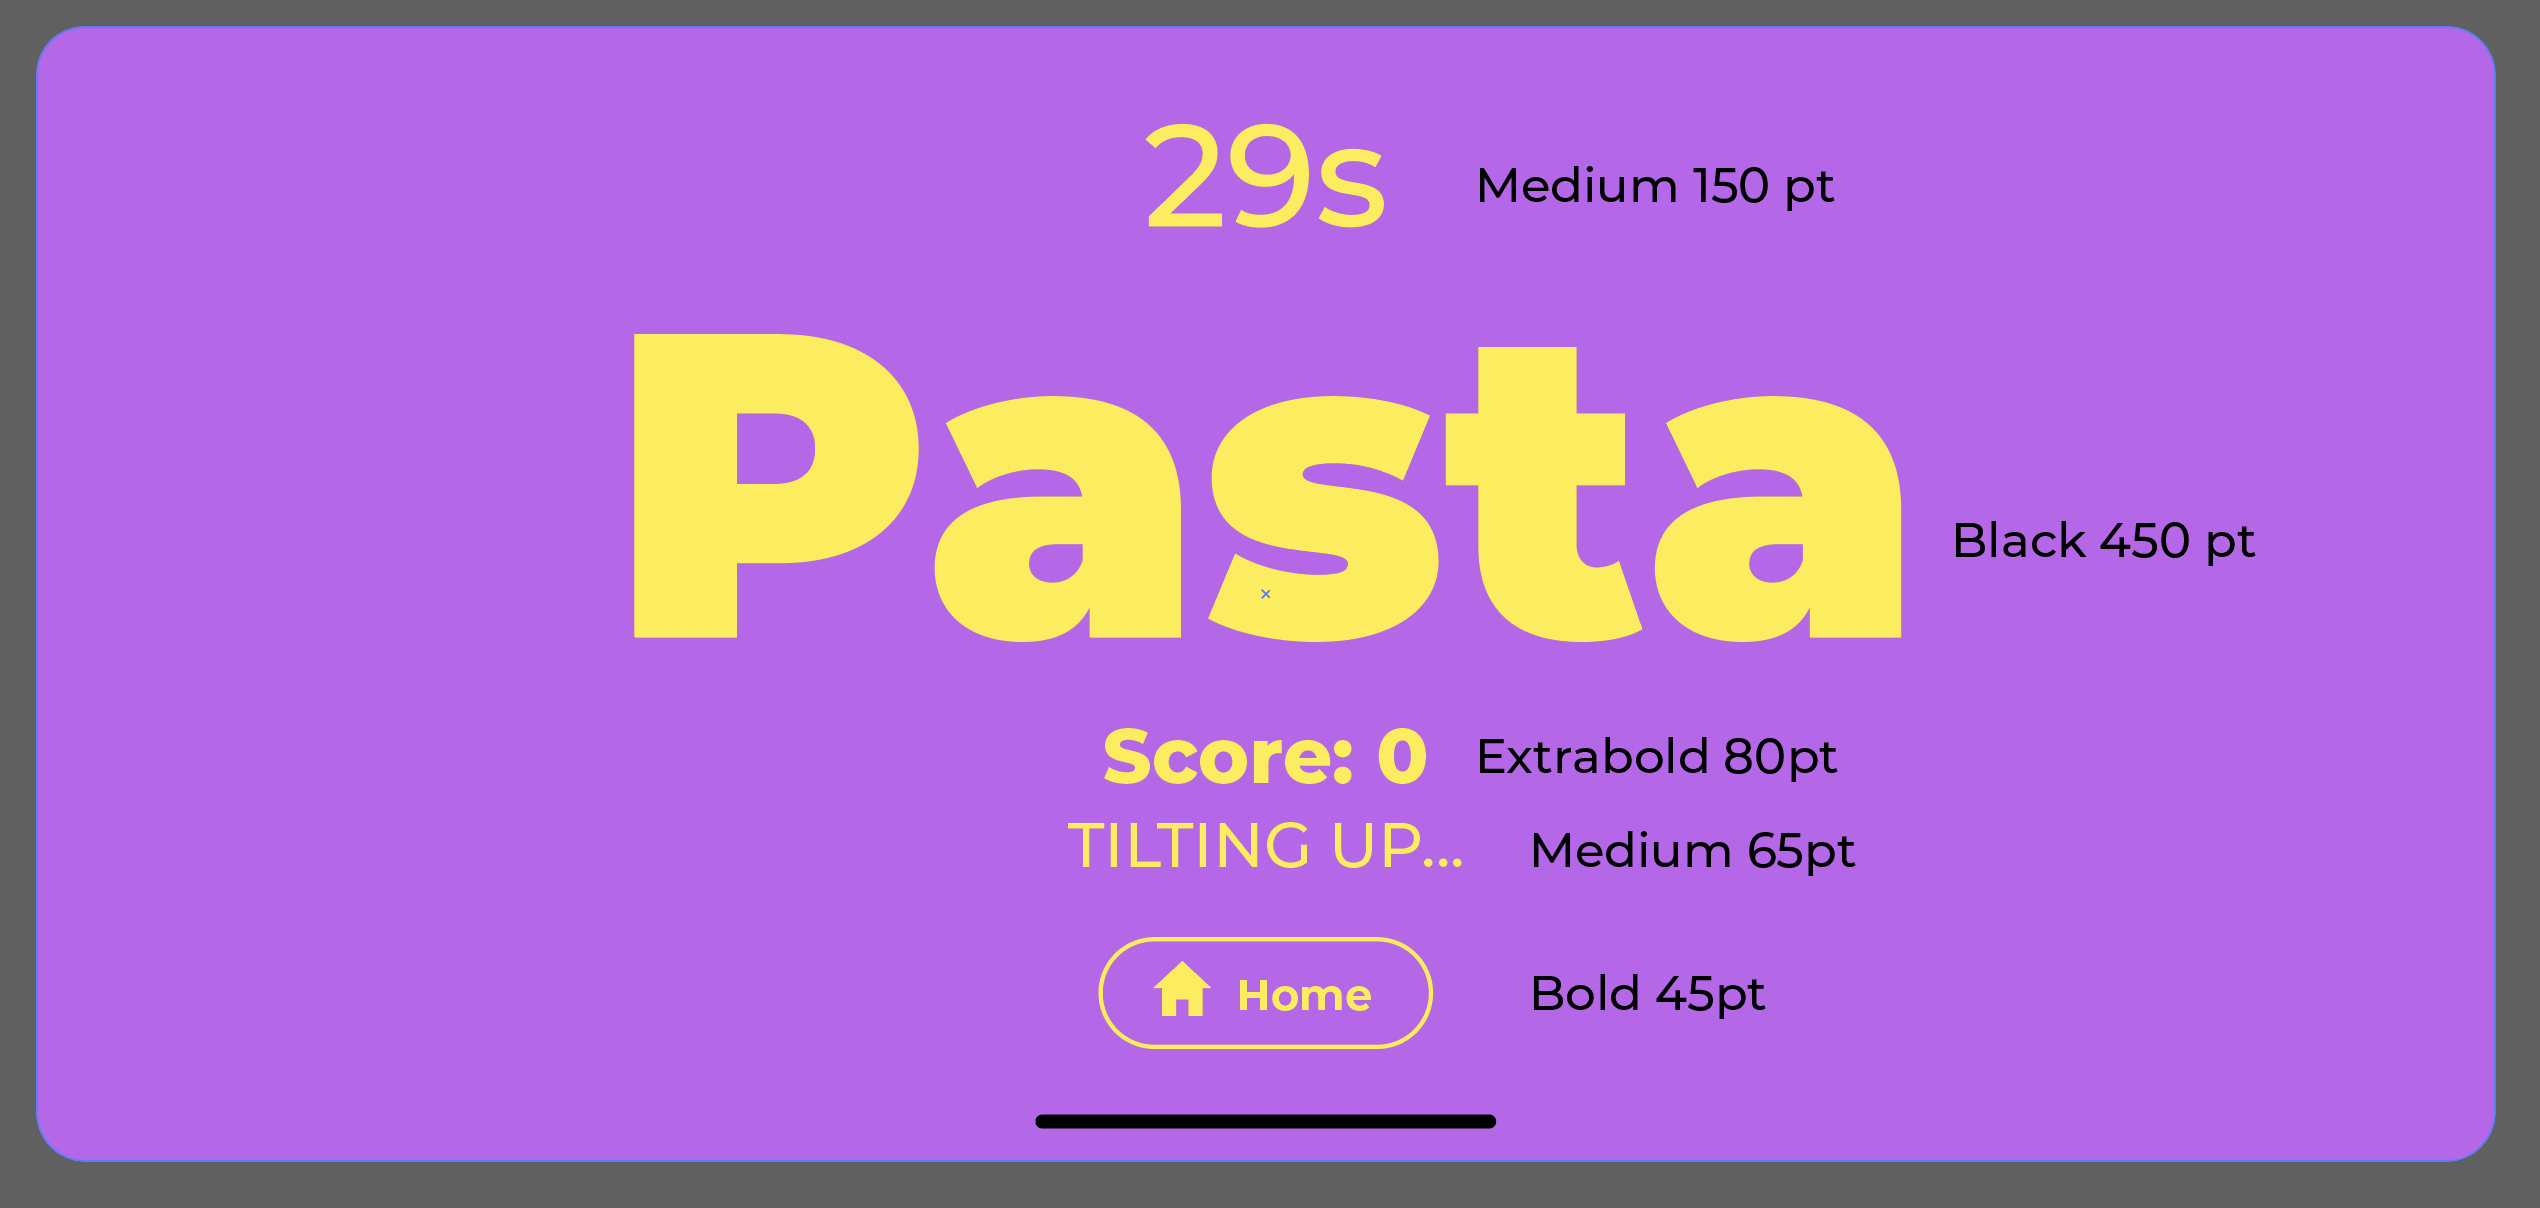 29s Medium 150 pt
Pasta Black 450 pt
Score: 0 Extrabold 80pt
TILTING UP... Medium 65pt
Home Bold 45pt